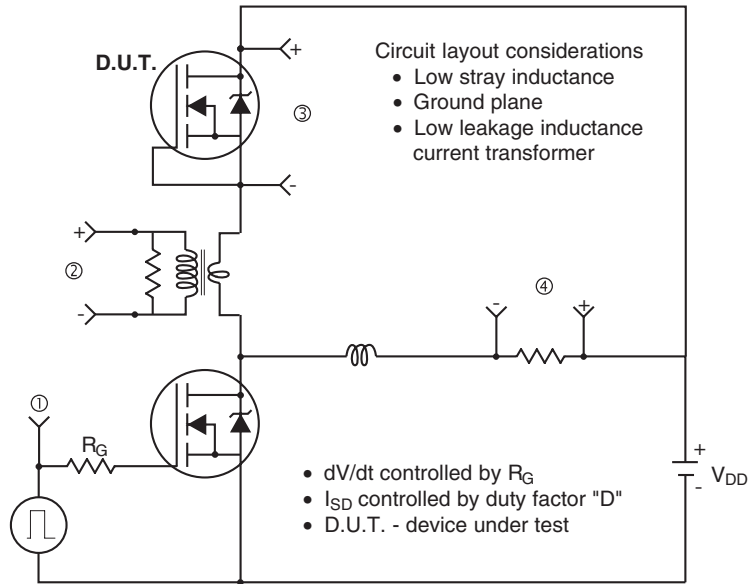 D.U.T.
+
③
-
Circuit layout considerations
• Low stray inductance
• Ground plane
• Low leakage inductance
current transformer
+
②
-
-
④
+
①
RG
+
VDD
-
• dV/dt controlled by RG
• ISD controlled by duty factor "D"
• D.U.T. - device under test